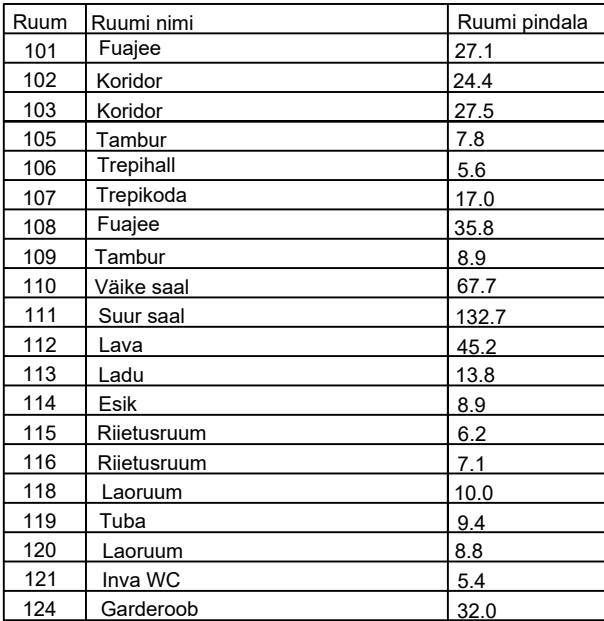 Ruum Ruumi nimi Ruumi pindala
101 Fuajee 27.1
102 Koridor 24.4
103 Koridor 27.5
105 Tambur 7.8
106 Trepihall 5.6
107 Trepikoda 17.0
108 Fuajee 35.8
109 Tambur 8.9
110 Väike saal 67.7
111 Suur saal 132.7
112 Lava 45.2
113 Ladu 13.8
114 Esik 8.9
115 Riietusruum 6.2
116 Riietusruum 7.1
118 Laoruum 10.0
119 Tuba 9.4
120 Laoruum 8.8
121 Inva WC 5.4
124 Garderoob 32.0